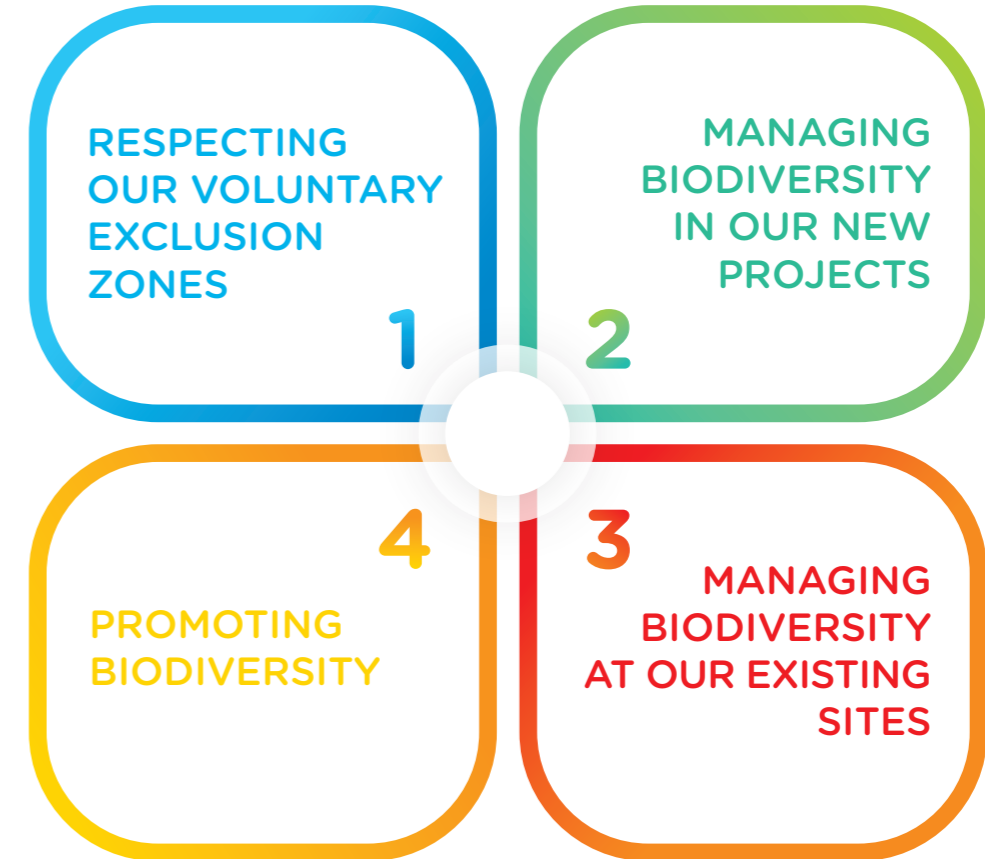 RESPECTING
OUR VOLUNTARY
EXCLUSION
ZONES
1
MANAGING
BIODIVERSITY
IN OUR NEW
PROJECTS
2
3
MANAGING
BIODIVERSITY
AT OUR EXISTING
SITES
4
PROMOTING
BIODIVERSITY